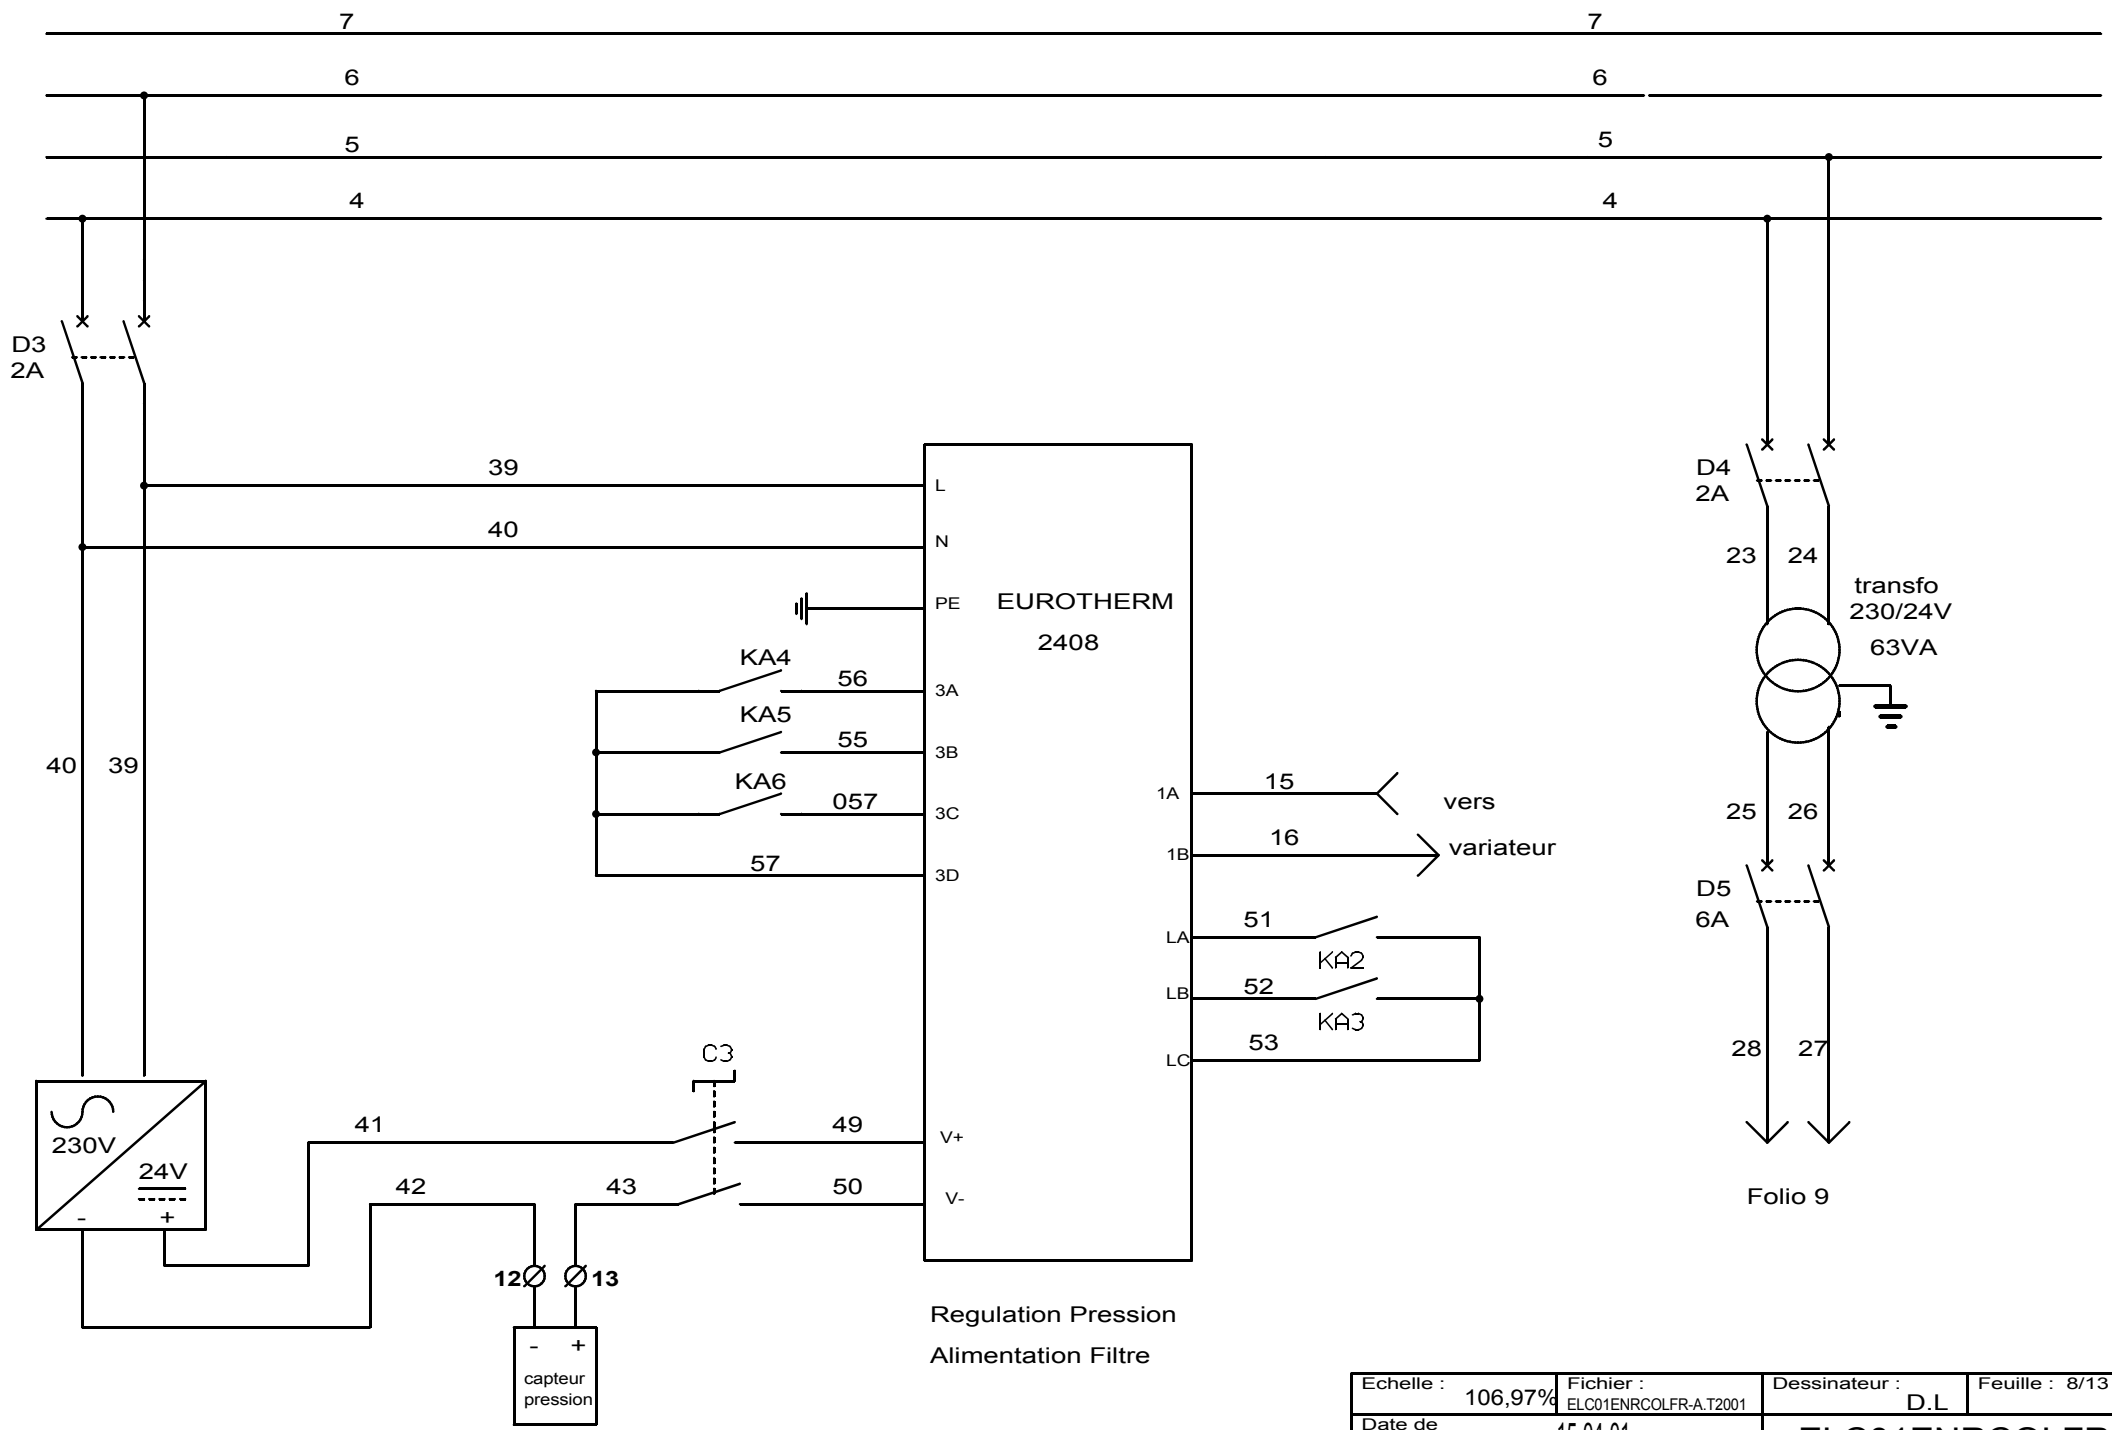 7 7
6 6
5 5
4 4
D3
2A
39
L
40
N
PE
EUROTHERM
2408
KA4
56
3A
KA5
55
3B
KA6
057
3C
57
3D
40 39
1A
15
vers
1B
16
variateur
LA
51
KA2
LB
52
KA3
LC
53
D4
2A
23 24
transfo
230/24V
63VA
25 26
D5
6A
28 27
Folio 9
C3
230V
24V
- +
41
49
V+
42
43
50
V-
12 13
- +
capteur
pression
Regulation Pression
Alimentation Filtre
Echelle : 106,97%
Fichier :
ELC01ENRCOLFR-A.T2001
Dessinateur :
D.L
Feuille : 8/13
Date de